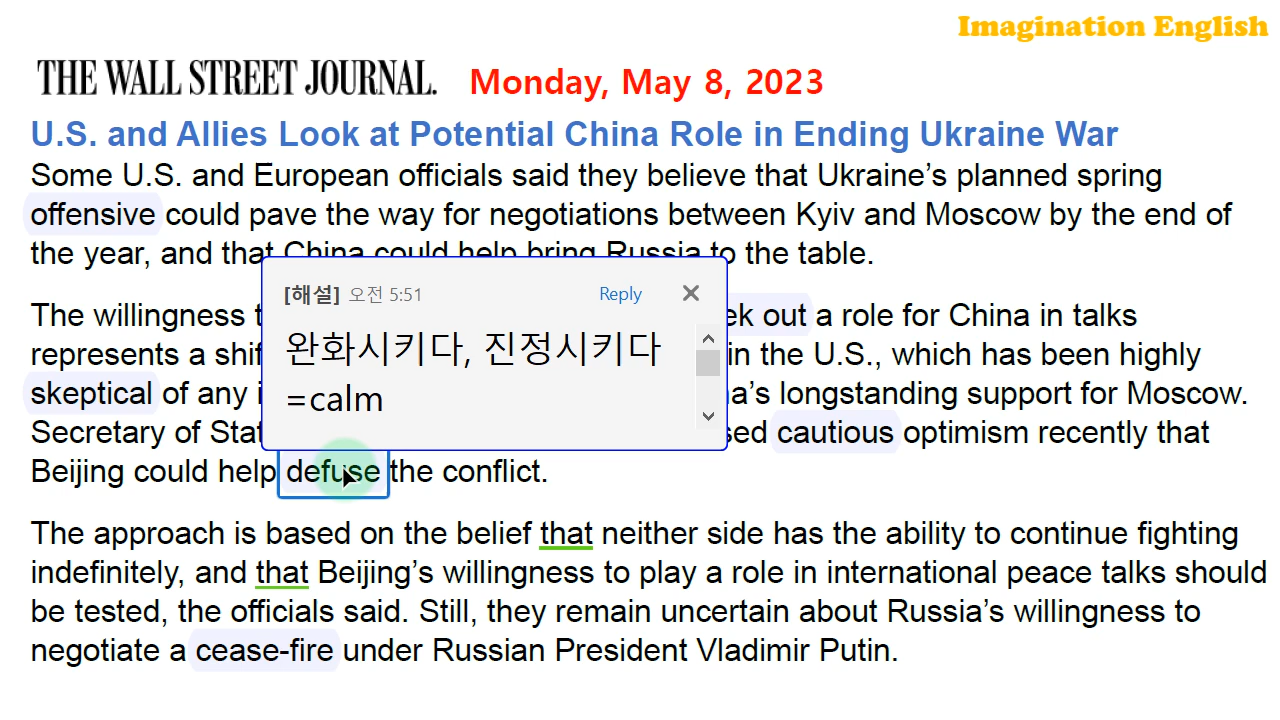 Imagination English
THE WALL STREET JOURNAL. Monday, May 8, 2023
U.S. and Allies Look at Potential China Role in Ending Ukraine War
Some U.S. and European officials said they believe that Ukraine's planned spring
offensive could pave the way for negotiations between Kyiv and Moscow by the end of
the year, and that China could help bring Russia to the table.
[해설] 오전 5:51 Reply
완화시키다, 진정시키다
=calm
The willingness out a role for China in talks
represents a in the U.S., which has been highly
skeptical of any longstanding support for Moscow.
Secretary of cautious optimism recently that
Beijing could help defuse the conflict.
The approach is based on the belief that neither side has the ability to continue fighting
indefinitely, and that Beijing's willingness to play a role in international peace talks should
be tested, the officials said. Still, they remain uncertain about Russia's willingness to
negotiate a cease-fire under Russian President Vladimir Putin.